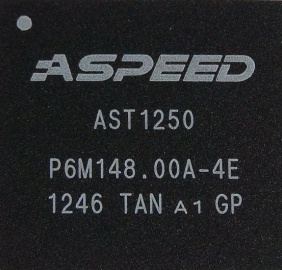 ASPEED
AST1250
P6M148.00A-4E
1246 TAN A1 GP